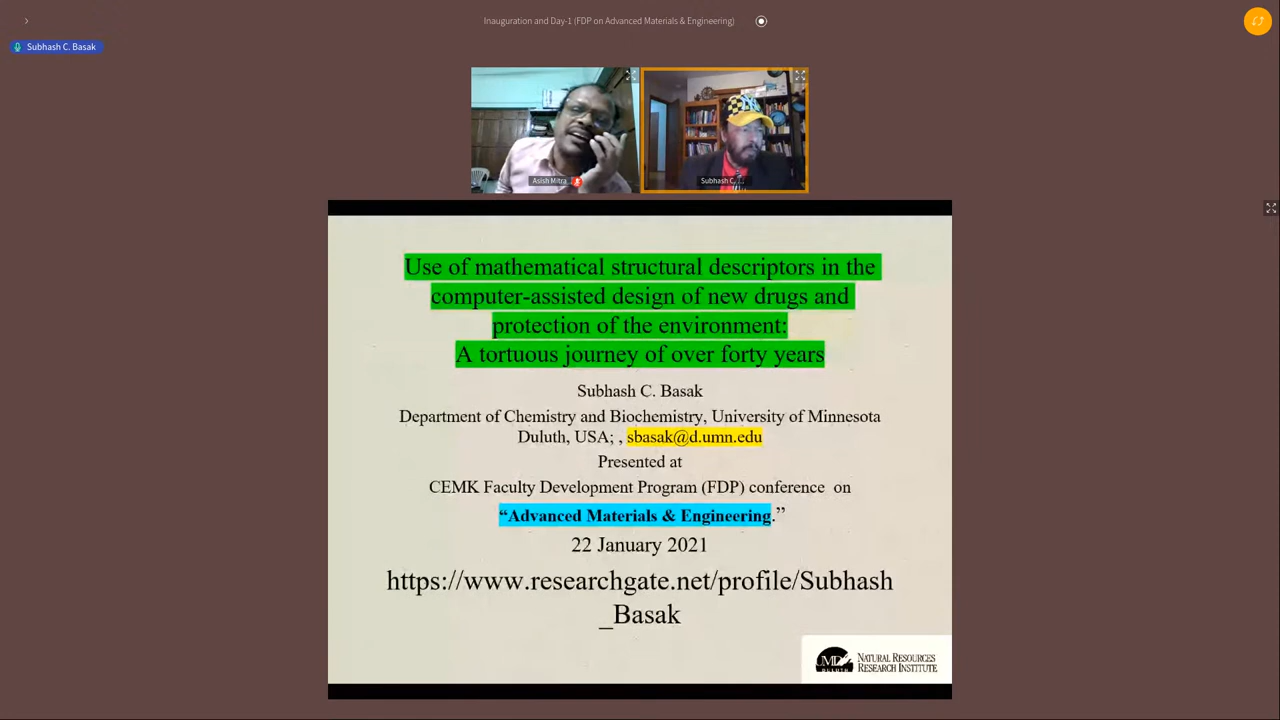 Inauguration and Day-1 (FDP on Advanced Materials & Engineering)
Subhash C. Basak
Asish Mitra
Subhash C.
Use of mathematical structural descriptors in the
computer-assisted design of new drugs and
protection of the environment:
A tortuous journey of over forty years
Subhash C. Basak
Department of Chemistry and Biochemistry, University of Minnesota
Duluth, USA; , sbasak@d.umn.edu
Presented at
CEMK Faculty Development Program (FDP) conference on
“Advanced Materials & Engineering.”
22 January 2021
https://www.researchgate.net/profile/Subhash
_Basak
UMD
DULUTH
NATURAL RESOURCES
RESEARCH INSTITUTE